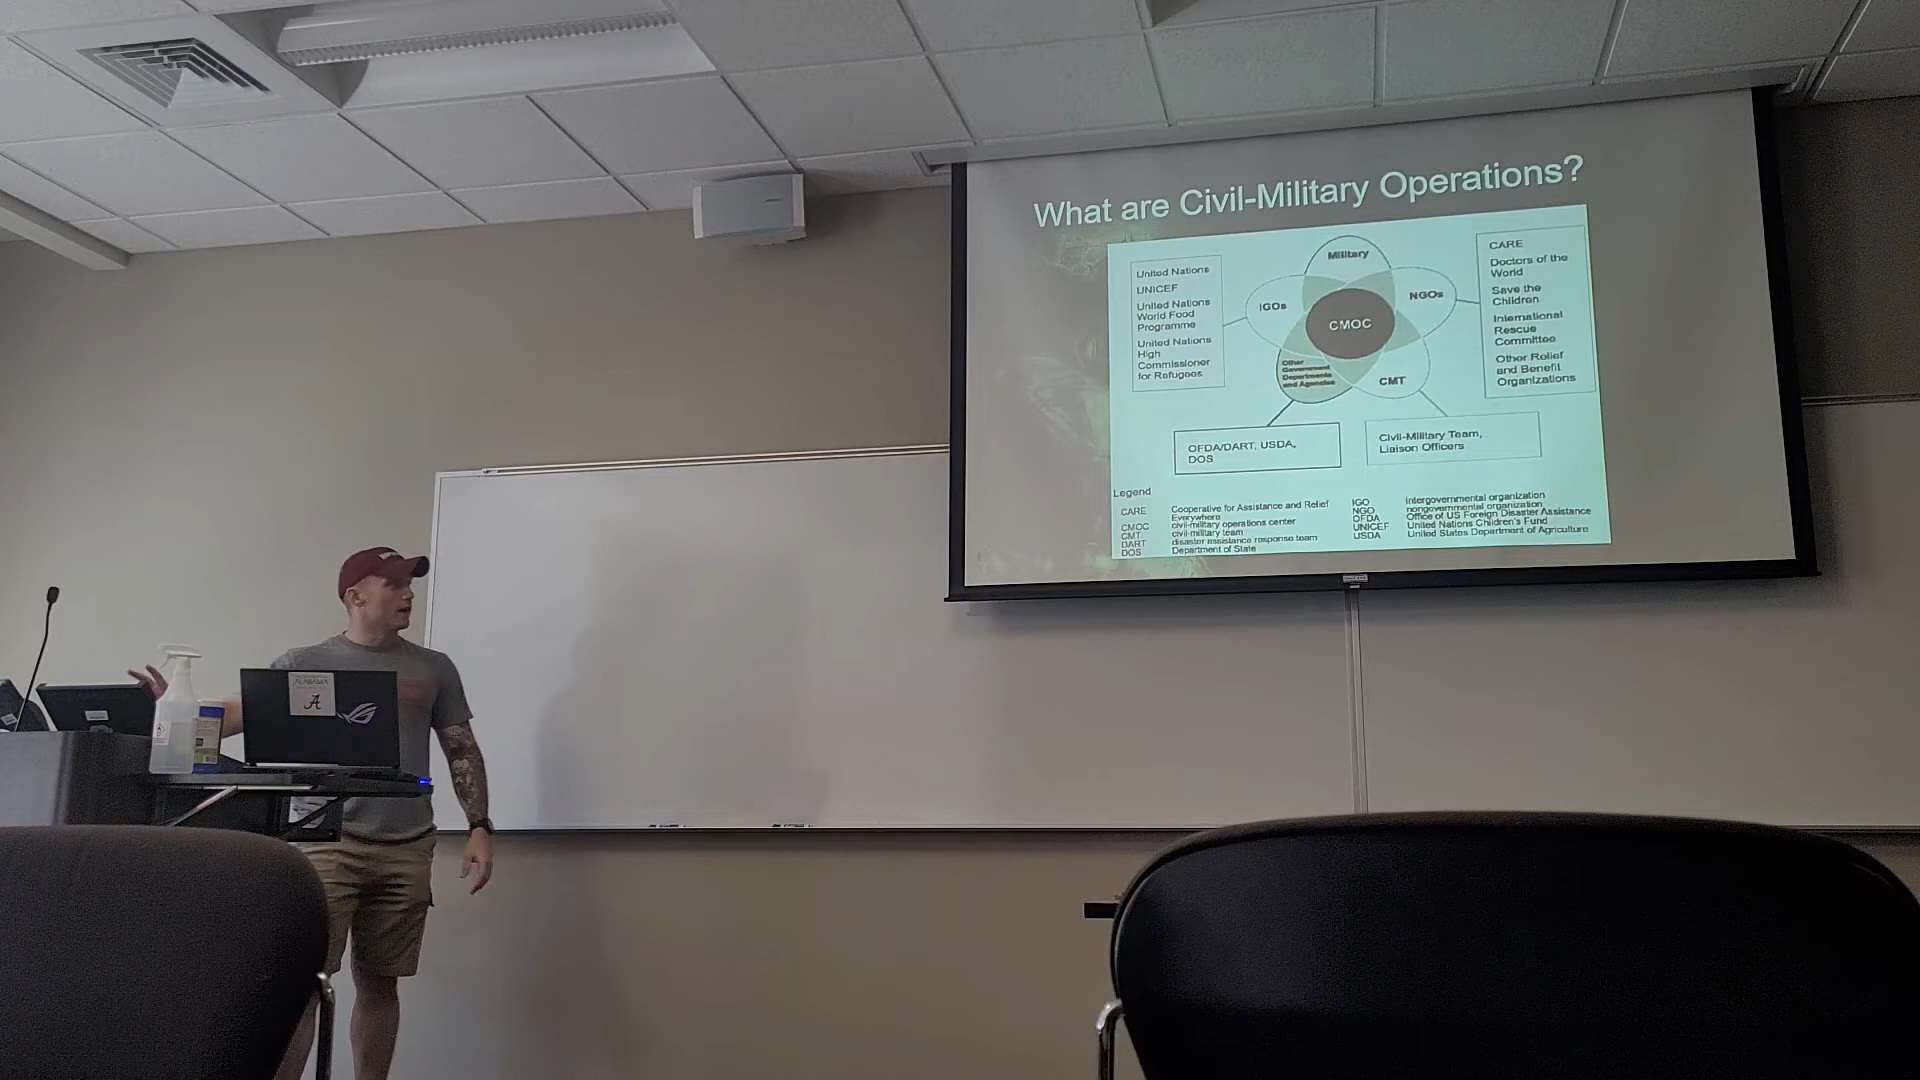 What are Civil-Military Operations?
United Nations
UNICEF
United Nations
World Food
Programme
United Nations
High
Commissioner
for Refugees
Military
IGOs
NGOs
CMOC
Other
Government
Departments
and Agencies
CMT
CARE
Doctors of the
World
Save the
Children
International
Rescue
Committee
Other Relief
and Benefit
Organizations
OFDA/DART, USDA,
DOS
Civil-Military Team,
Liaison Officers
Legend
CARE Cooperative for Assistance and Relief
Everywhere
CMOC civil-military operations center
CMT civil-military team
DART disaster assistance response team
DOS Department of State
IGO intergovernmental organization
NGO nongovernmental organization
OFDA Office of US Foreign Disaster Assistance
UNICEF United Nations Children's Fund
USDA United States Department of Agriculture
ALABAMA
A